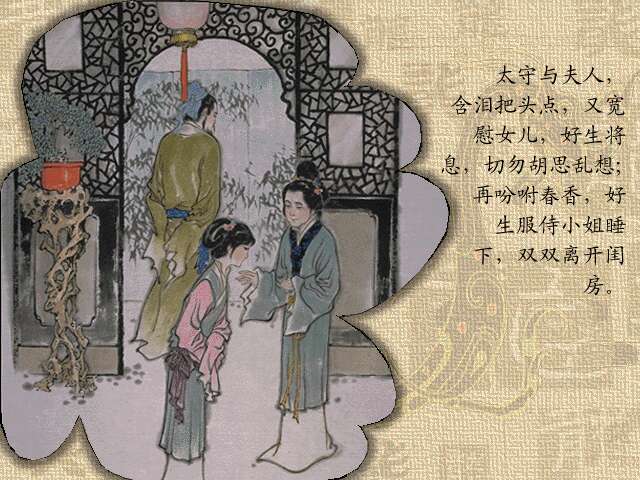 太守与夫人，
含泪把头点，又宽
慰女儿，好生将
息，切勿胡思乱想；
再吩咐春香，好
生服侍小姐睡
下，双双离开闺
房。